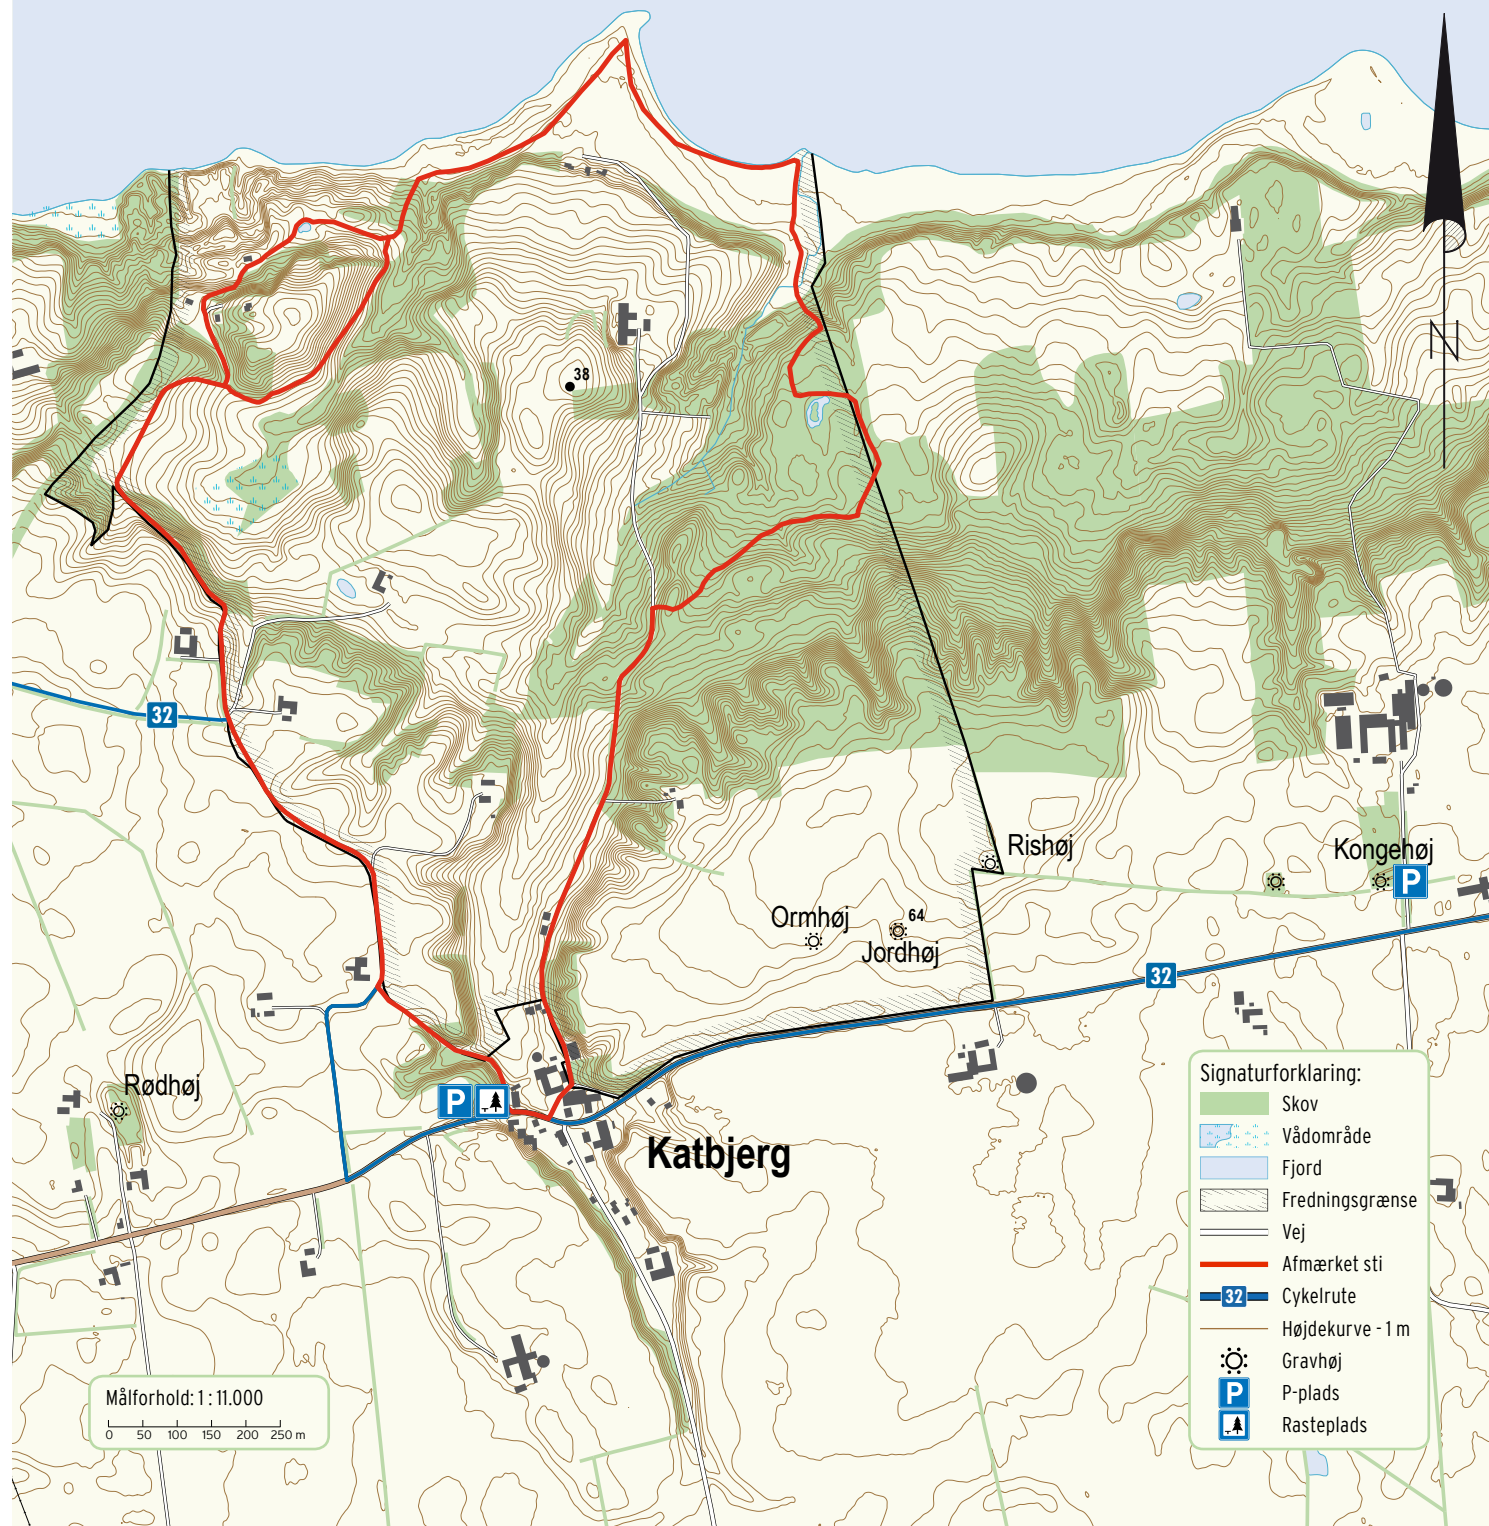 38
32
Rishøj
Kongehøj
P
Ormhøj
64
Jordhøj
32
Rødhøj
P
Katbjerg
N
Signaturforklaring:
Skov
Vådområde
Fjord
Fredningsgrænse
Vej
Afmærket sti
32 Cykelrute
Højdekurve - 1 m
Gravhøj
P P-plads
Rasteplads
Målforhold: 1 : 11.000
0 50 100 150 200 250 m